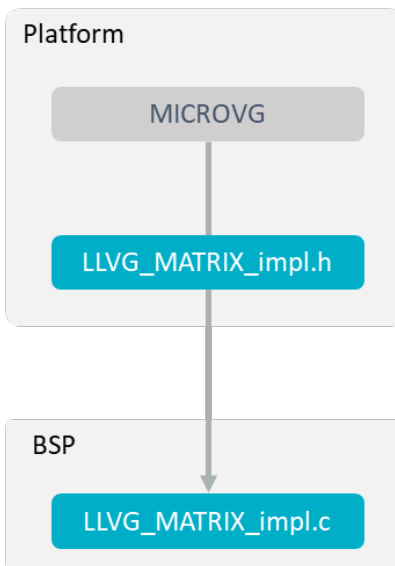 Platform
MICROVG
LLVG_MATRIX_impl.h
BSP
LLVG_MATRIX_impl.c